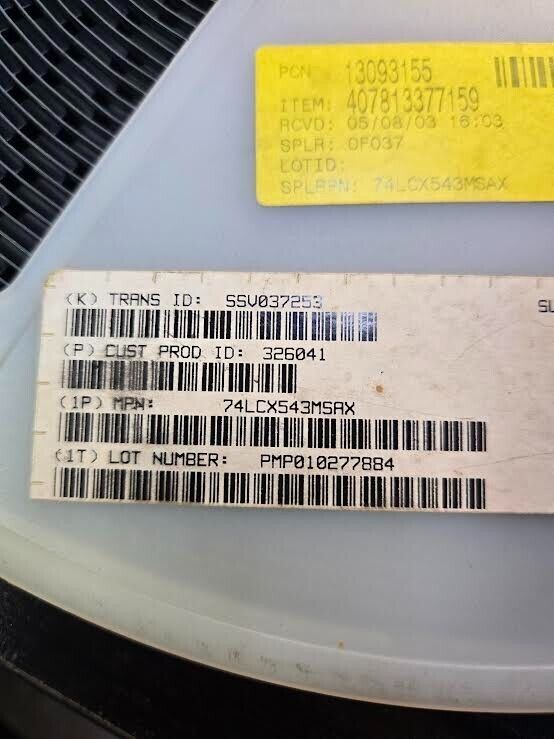 PCN 13093155
ITEM: 407813377159
RCVD: 05/08/03 16:03
SPLR: 0F037
LOTID:
SPLRPN: 74LCX543MSAX
(K) TRANS ID: SSV037253
(P) CUST PROD ID: 326041
(1P) MPN: 74LCX543MSAX
(1T) LOT NUMBER: PMP010277884